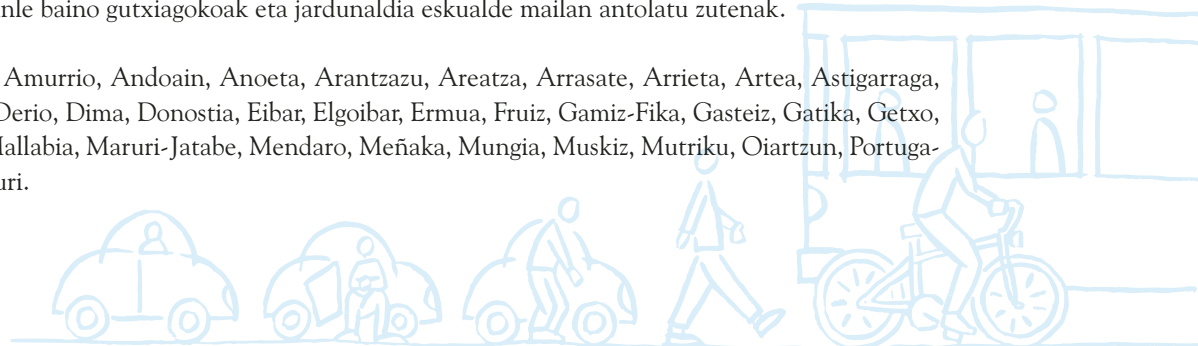 nle baino gutxiagokoak eta jardunaldia eskualde mailan antolatu zutenak.
Amurrio, Andoain, Anoeta, Arantzazu, Areatza, Arrasate, Arrieta, Artea, Astigarraga,
Derio, Dima, Donostia, Eibar, Elgoibar, Ermua, Fruiz, Gamiz-Fika, Gasteiz, Gatika, Getxo,
allabia, Maruri-Jatabe, Mendaro, Meñaka, Mungia, Muskiz, Mutriku, Oiartzun, Portuga-
uri.